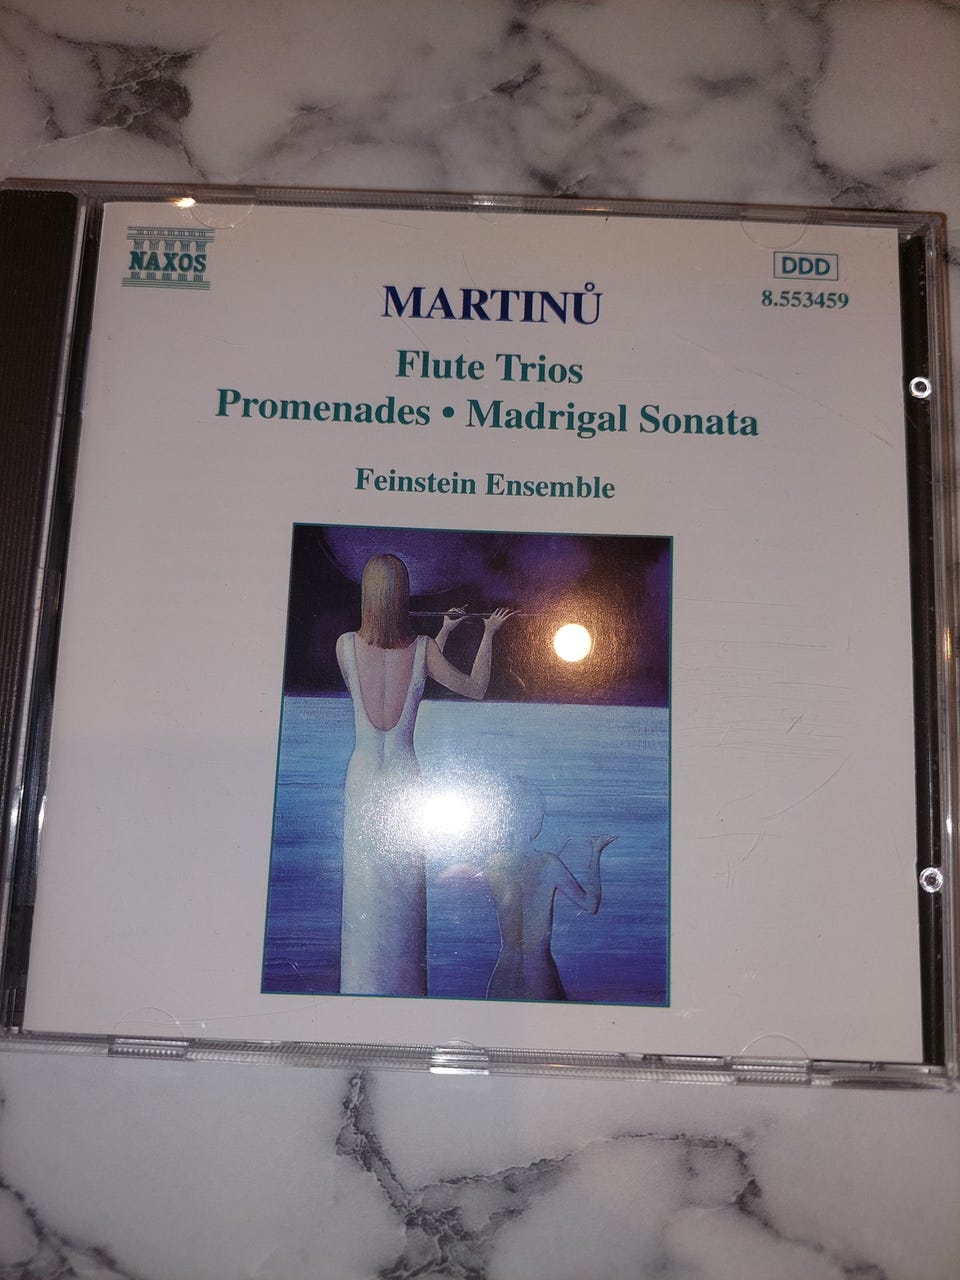 NAXOS
DDD
8.553459
MARTINŮ
Flute Trios
Promenades • Madrigal Sonata
Feinstein Ensemble